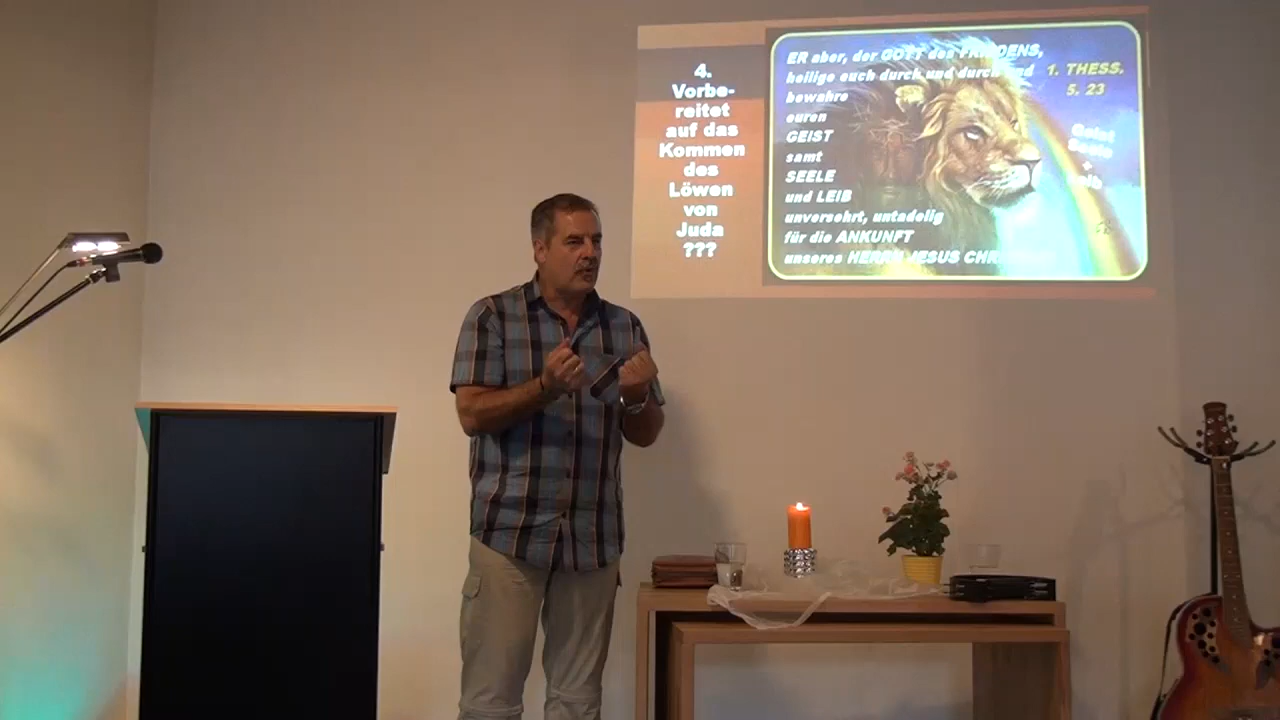 4.
Vorbe-
reitet
auf das
Kommen
des
Löwen
von
Juda
???
ER aber, der GOTT des FRIEDENS,
heilige euch durch und durch und
bewahre
euren
GEIST
samt
SEELE
und LEIB
unversehrt, untadelig
für die ANKUNFT
unseres HERRN JESUS
1. THESS.
5. 23
Geist
Seele
+